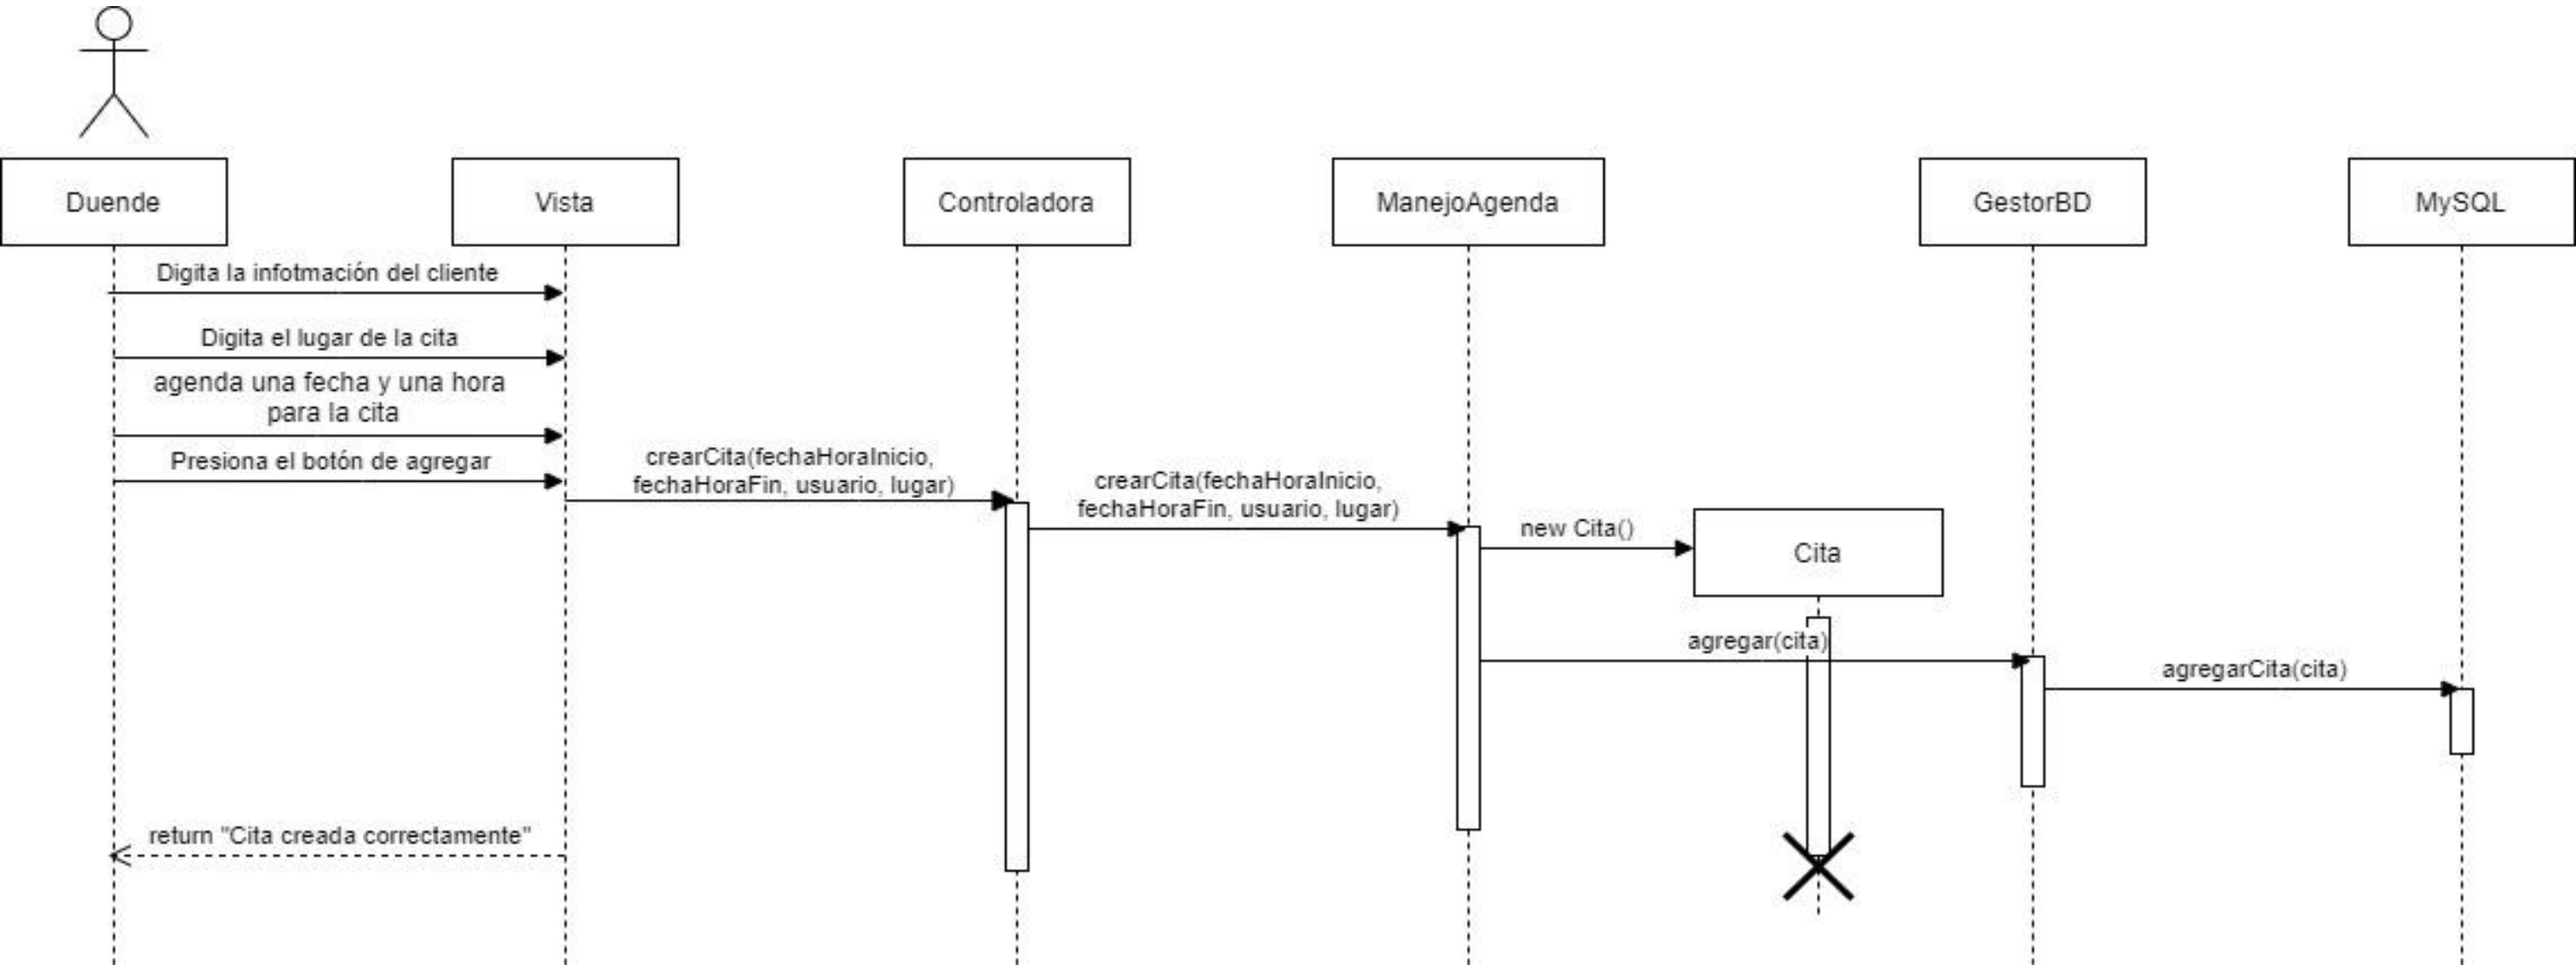 Duende
Vista
Controladora
ManejoAgenda
GestorBD
MySQL
Digita la infotmación del cliente
Digita el lugar de la cita
agenda una fecha y una hora
para la cita
Presiona el botón de agregar
crearCita(fechaHoraInicio,
fechaHoraFin, usuario, lugar)
crearCita(fechaHoraInicio,
fechaHoraFin, usuario, lugar)
new Cita()
Cita
agregar(cita)
agregarCita(cita)
return "Cita creada correctamente"